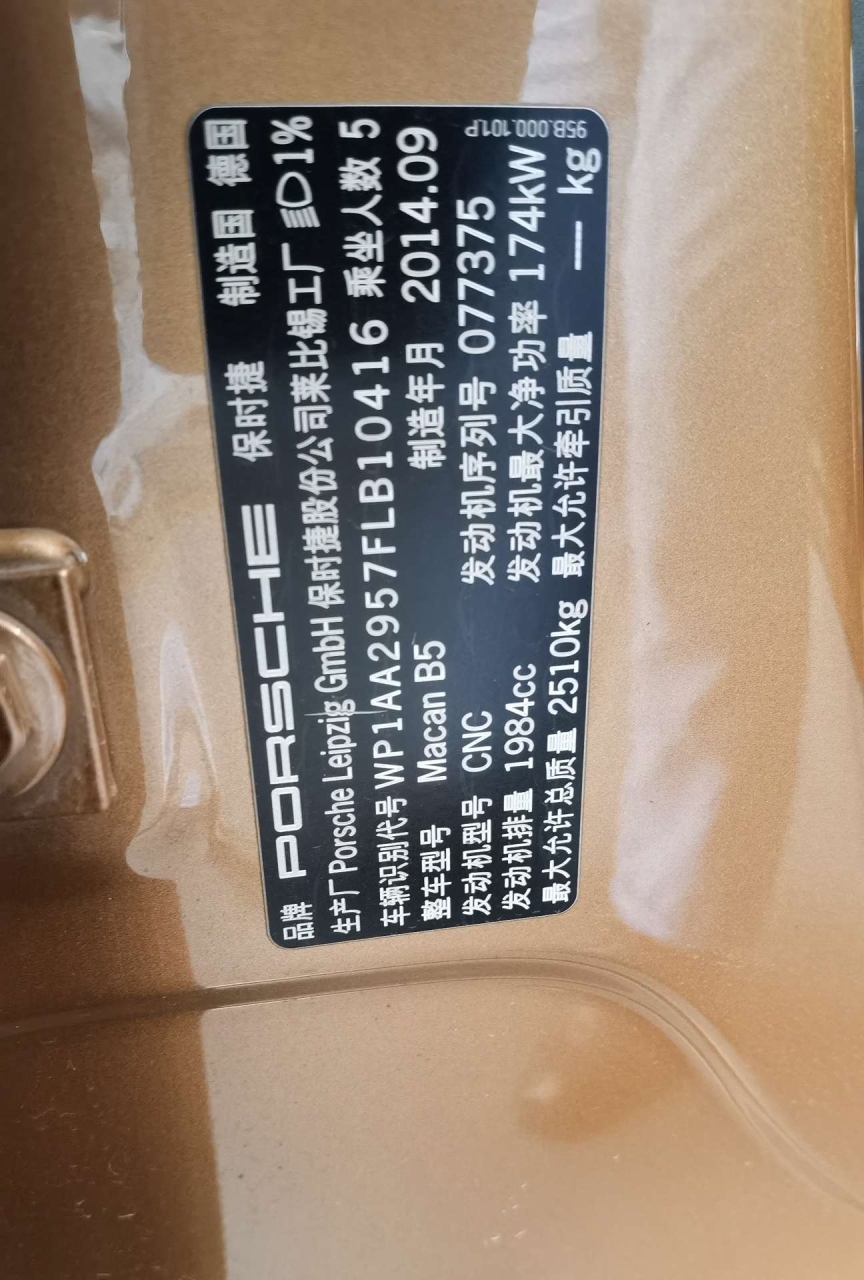 品牌 PORSCHE 保时捷 制造国 德国
生产厂 Porsche Leipzig GmbH 保时捷股份公司莱比锡工厂 1%
车辆识别代号 WP1AA2957FLB10416 乘坐人数 5
整车型号 Macan B5 制造年月 2014.09
发动机型号 CNC 发动机序列号 077375
发动机排量 1984cc 发动机最大净功率 174kW
最大允许总质量 2510kg 最大允许牵引质量 — kg
95B.000.101.P